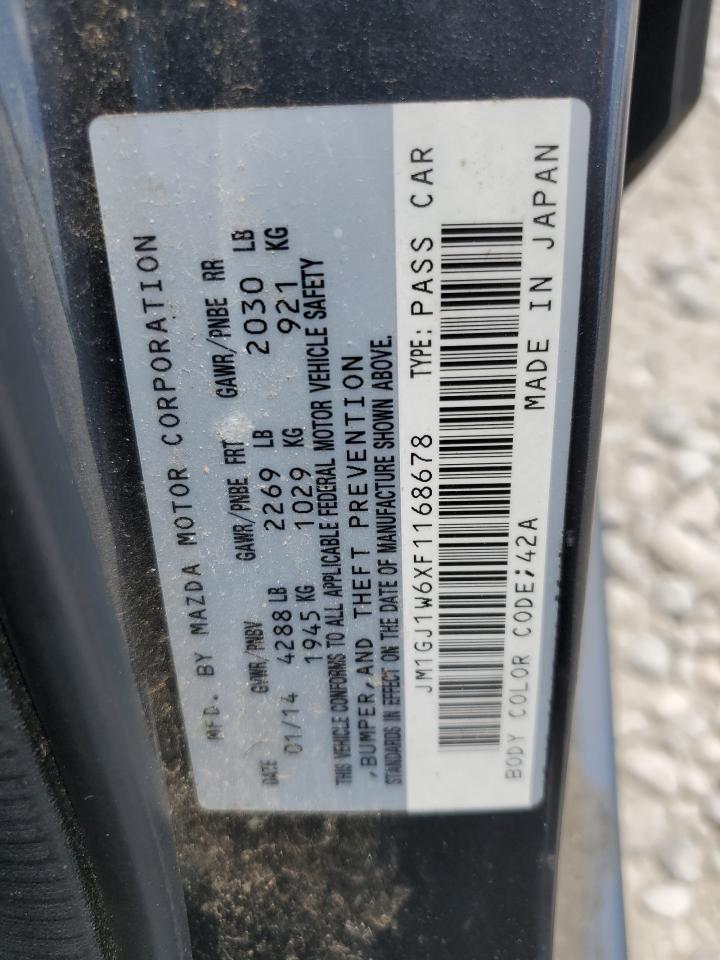 MFD. BY MAZDA MOTOR CORPORATION
DATE GVWR/PNBV GAWR/PNBE FRT GAWR/PNBE RR
01/14 4288 LB 2269 LB 2030 LB
1945 KG 1029 KG 921 KG
THIS VEHICLE CONFORMS TO ALL APPLICABLE FEDERAL MOTOR VEHICLE SAFETY
,BUMPER,AND THEFT PREVENTION
STANDARDS IN EFFECT ON THE DATE OF MANUFACTURE SHOWN ABOVE.
JM1GJ1W6XF1168678 TYPE: PASS CAR
BODY COLOR CODE;42A MADE IN JAPAN